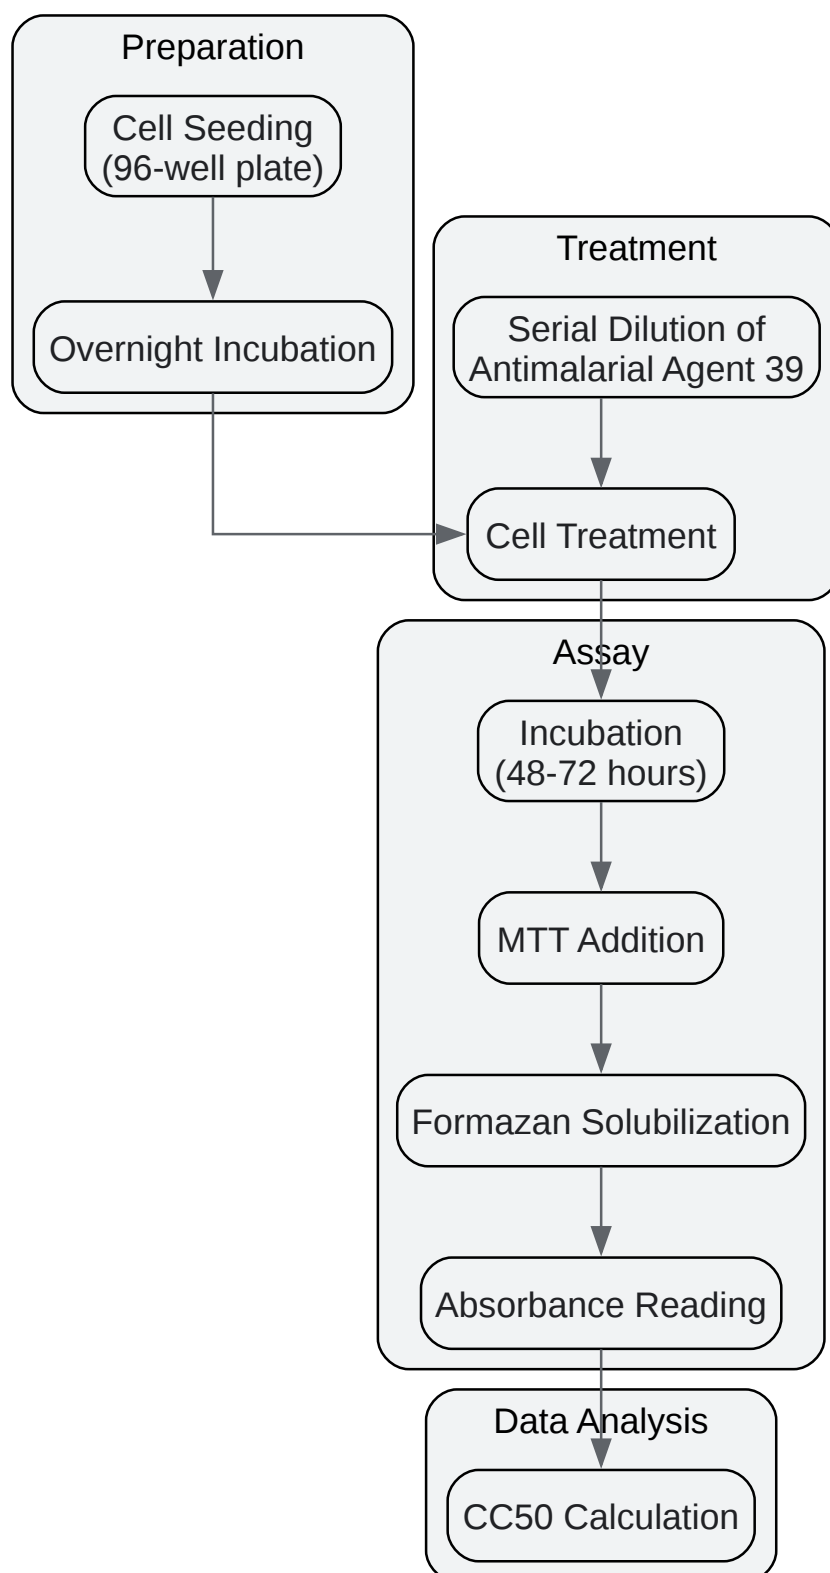 Preparation
Cell Seeding
(96-well plate)
Overnight Incubation
Treatment
Serial Dilution of
Antimalarial Agent 39
Cell Treatment
Assay
Incubation
(48-72 hours)
MTT Addition
Formazan Solubilization
Absorbance Reading
Data Analysis
CC50 Calculation